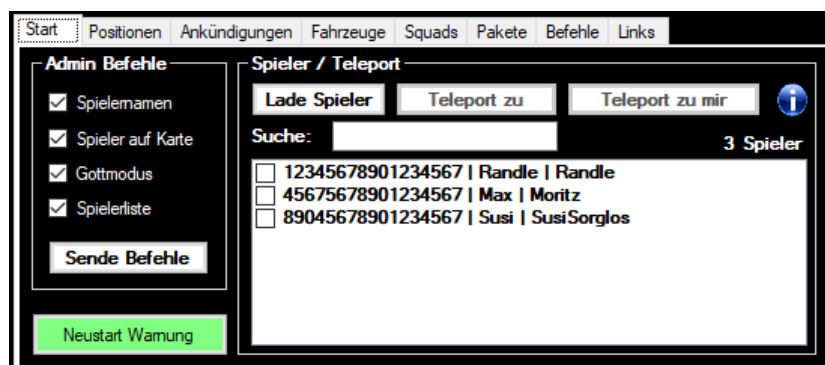 Start Positionen Ankündigungen Fahrzeuge Squads Pakete Befehle Links
Admin Befehle
Spielernamen
Spieler auf Karte
Gottmodus
Spielerliste
Sende Befehle
Neustart Warnung
Spieler / Teleport
Lade Spieler Teleport zu Teleport zu mir
Suche:
3 Spieler
12345678901234567 | Randle | Randle
45675678901234567 | Max | Moritz
89045678901234567 | Susi | SusiSorglos